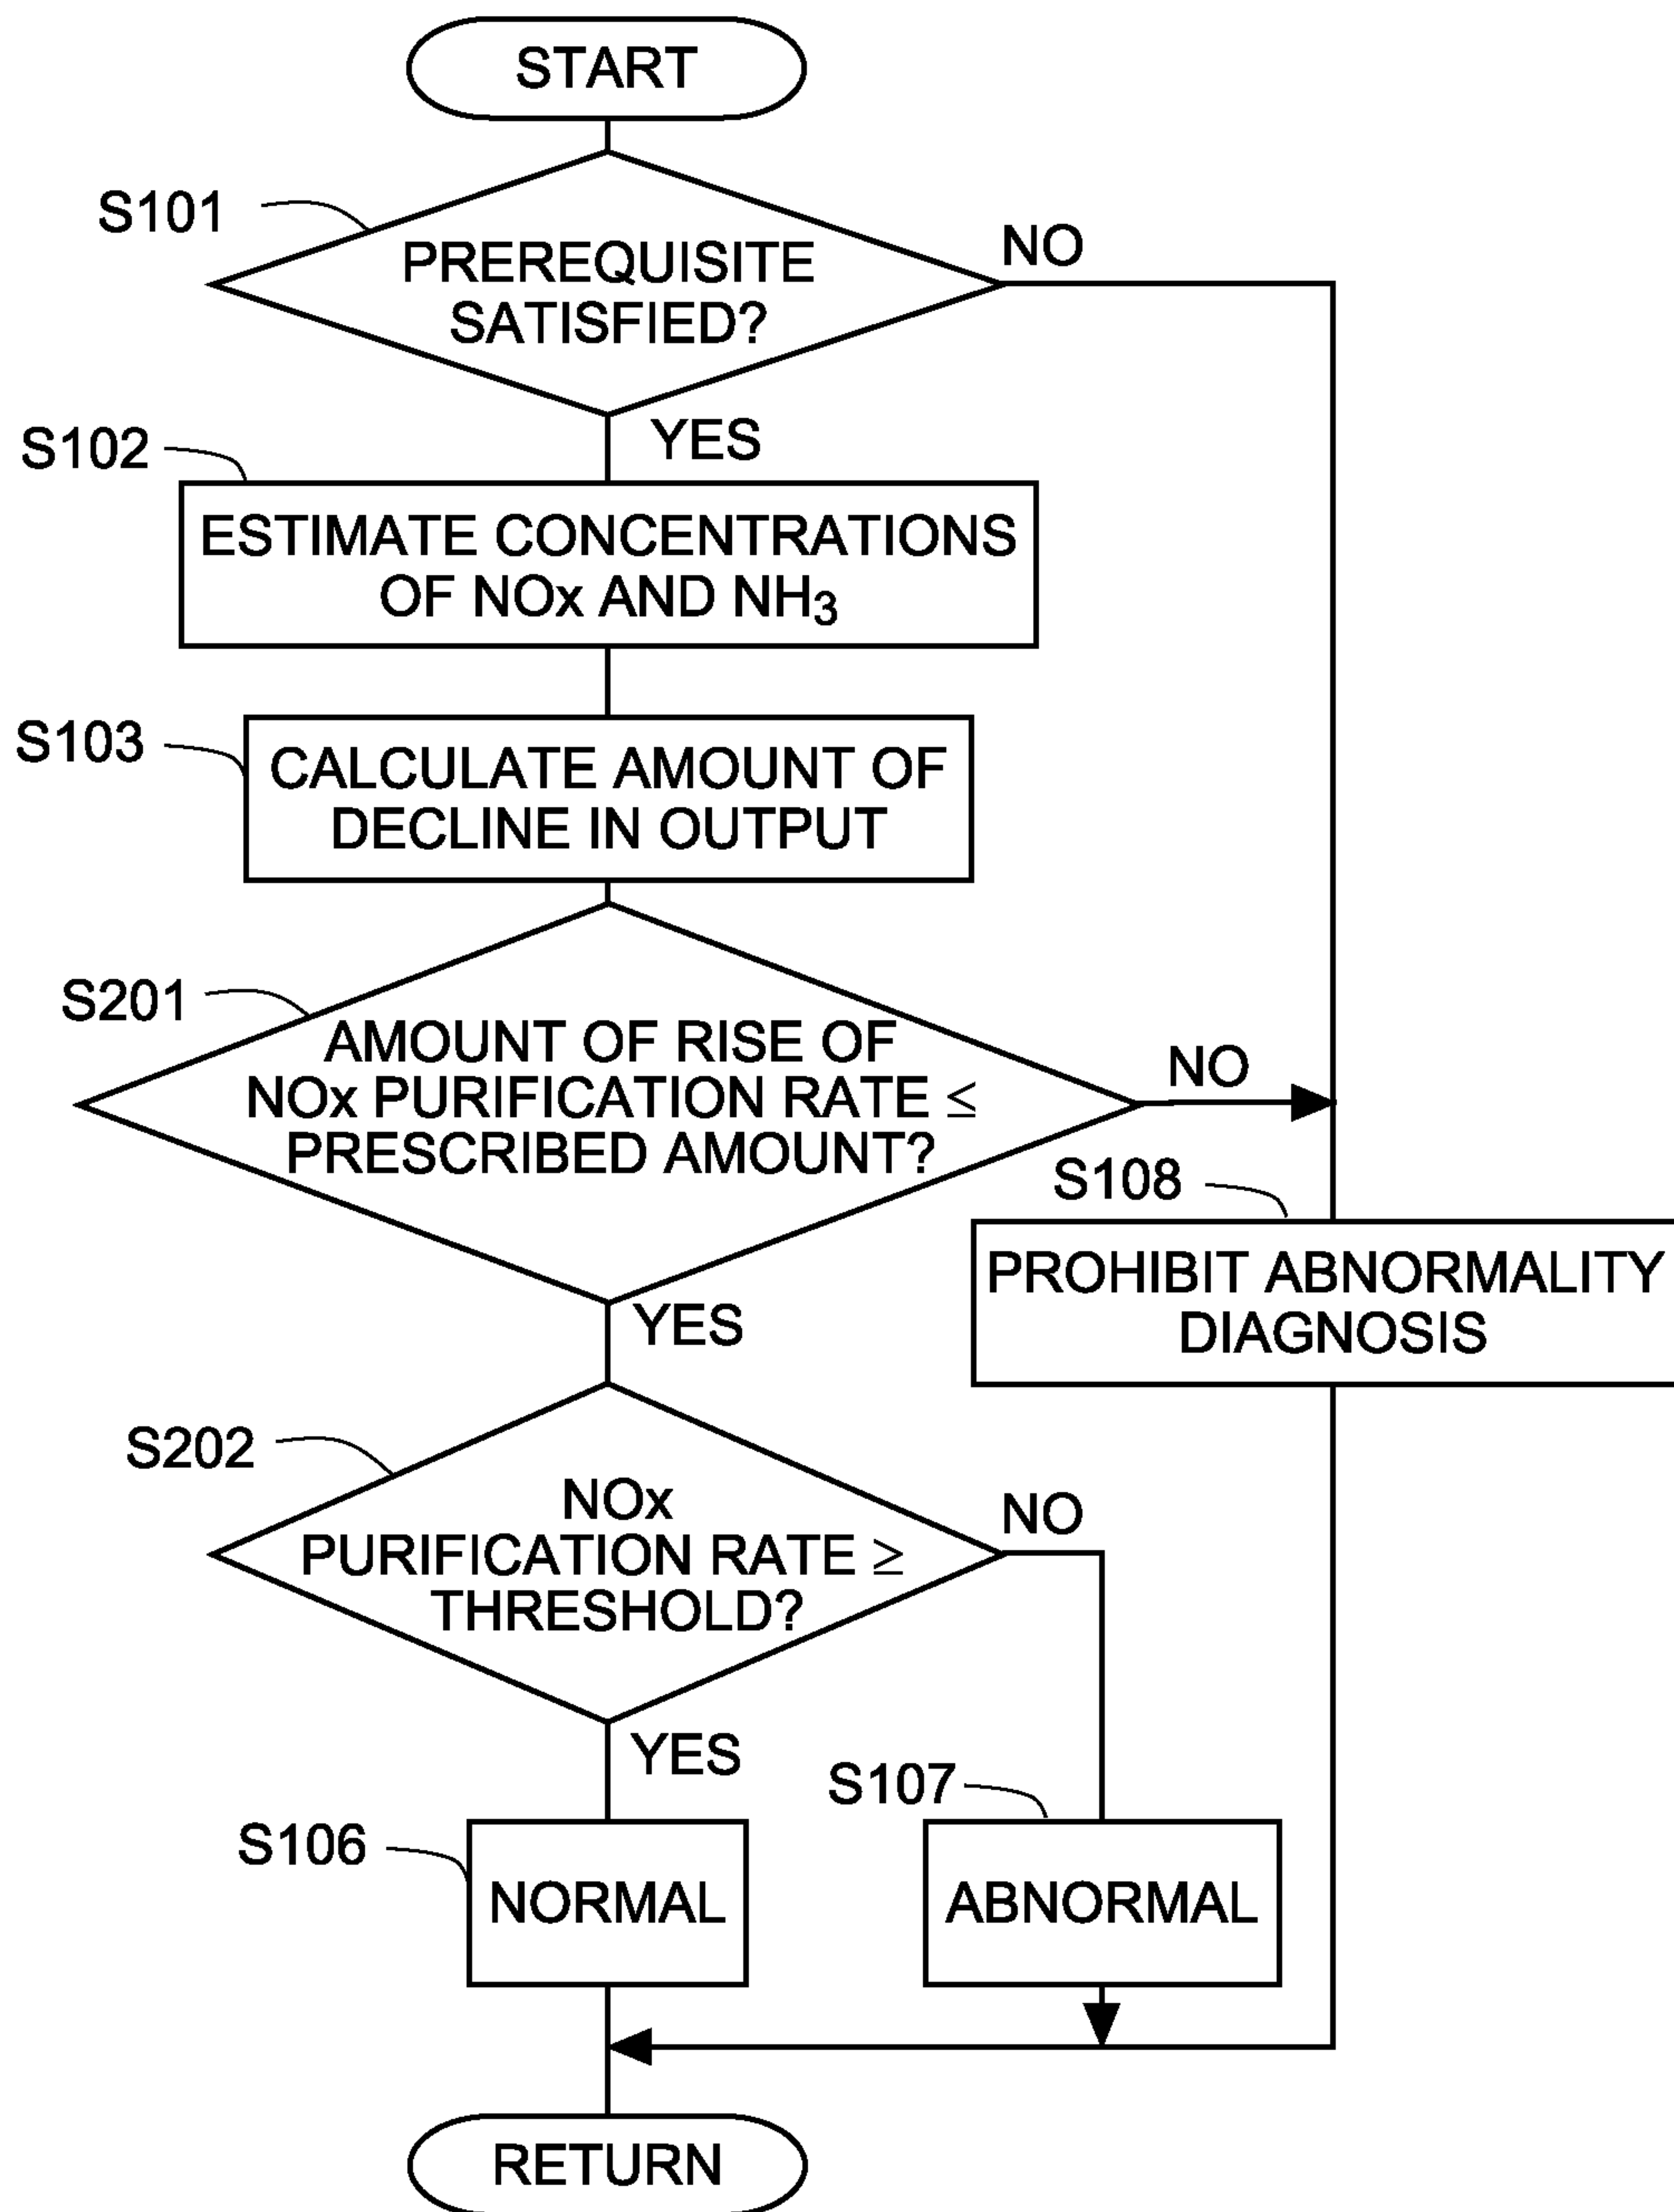 START
S101
PREREQUISITE
SATISFIED?
NO
YES
S102
ESTIMATE CONCENTRATIONS
OF NOx AND NH₃
S103
CALCULATE AMOUNT OF
DECLINE IN OUTPUT
S201
AMOUNT OF RISE OF
NOx PURIFICATION RATE ≤
PRESCRIBED AMOUNT?
NO
YES
S108
PROHIBIT ABNORMALITY
DIAGNOSIS
S202
NOx
PURIFICATION RATE ≥
THRESHOLD?
NO
YES
S106
NORMAL
S107
ABNORMAL
RETURN